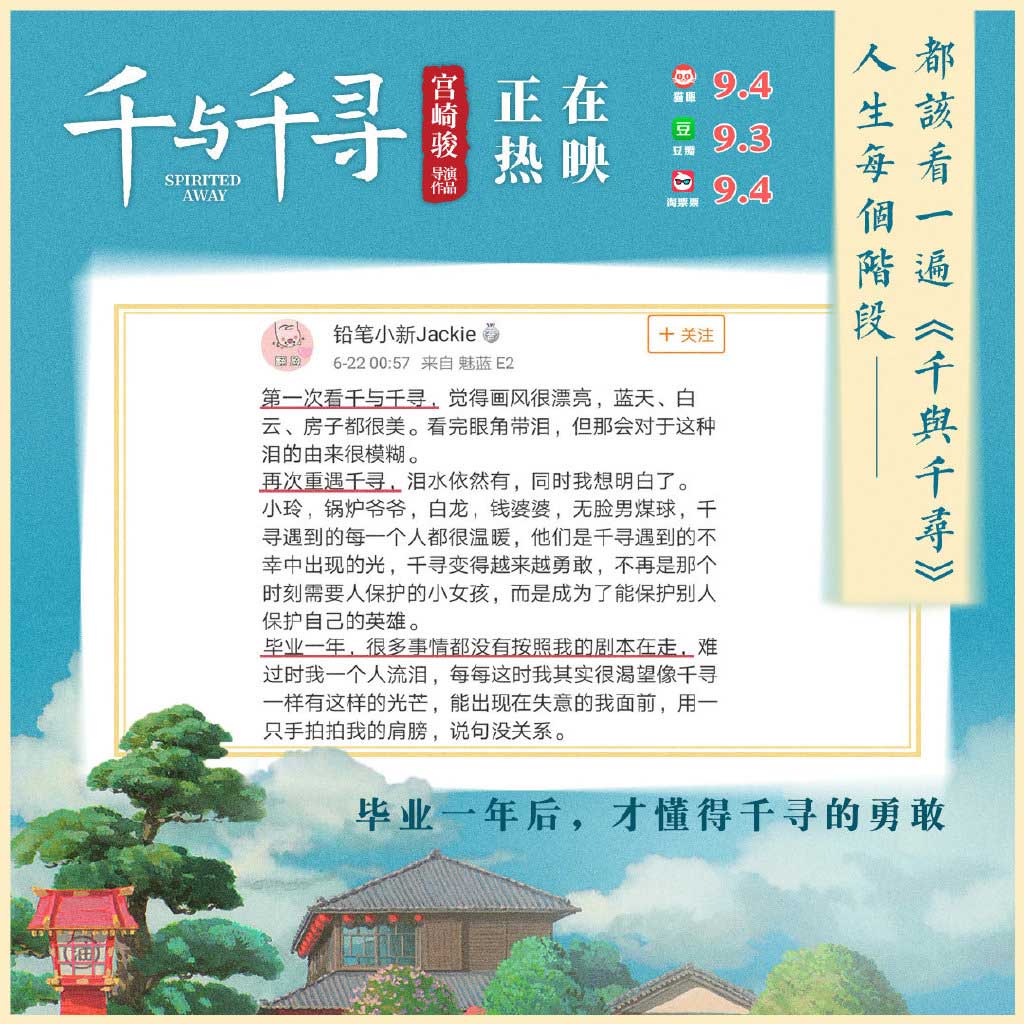 千与千寻
SPIRITED
AWAY
宫崎骏
导演
作品
正在
热映
猫眼 9.4
豆 豆瓣 9.3
淘票票 9.4
人生每個階段——
都該看一遍《千與千尋》
铅笔小新Jackie
+ 关注
6-22 00:57 来自 魅蓝 E2
第一次看千与千寻，觉得画风很漂亮，蓝天、白
云、房子都很美。看完眼角带泪，但那会对于这种
泪的由来很模糊。
再次重遇千寻，泪水依然有，同时我想明白了。
小玲，锅炉爷爷，白龙，钱婆婆，无脸男煤球，千
寻遇到的每一个人都很温暖，他们是千寻遇到的不
幸中出现的光，千寻变得越来越勇敢，不再是那个
时刻需要人保护的小女孩，而是成为了能保护别人
保护自己的英雄。
毕业一年，很多事情都没有按照我的剧本在走，难
过时我一个人流泪，每每这时我其实很渴望像千寻
一样有这样的光芒，能出现在失意的我面前，用一
只手拍拍我的肩膀，说句没关系。
毕业一年后，才懂得千寻的勇敢